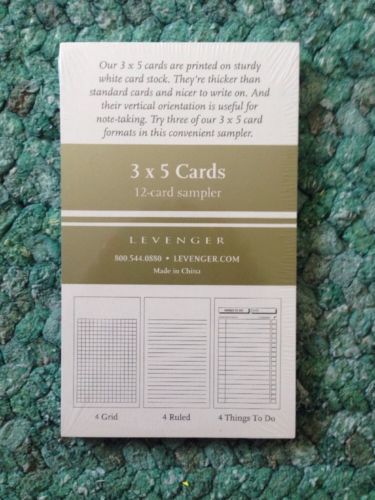 Our 3 x 5 cards are printed on sturdy
white card stock. They're thicker than
standard cards and nicer to write on. And
their vertical orientation is useful for
note-taking. Try three of our 3 x 5 card
formats in this convenient sampler.
3 x 5 Cards
12-card sampler
LEVENGER
800.544.0880 • LEVENGER.COM
Made in China
THINGS TO DO
4 Grid
4 Ruled
4 Things To Do